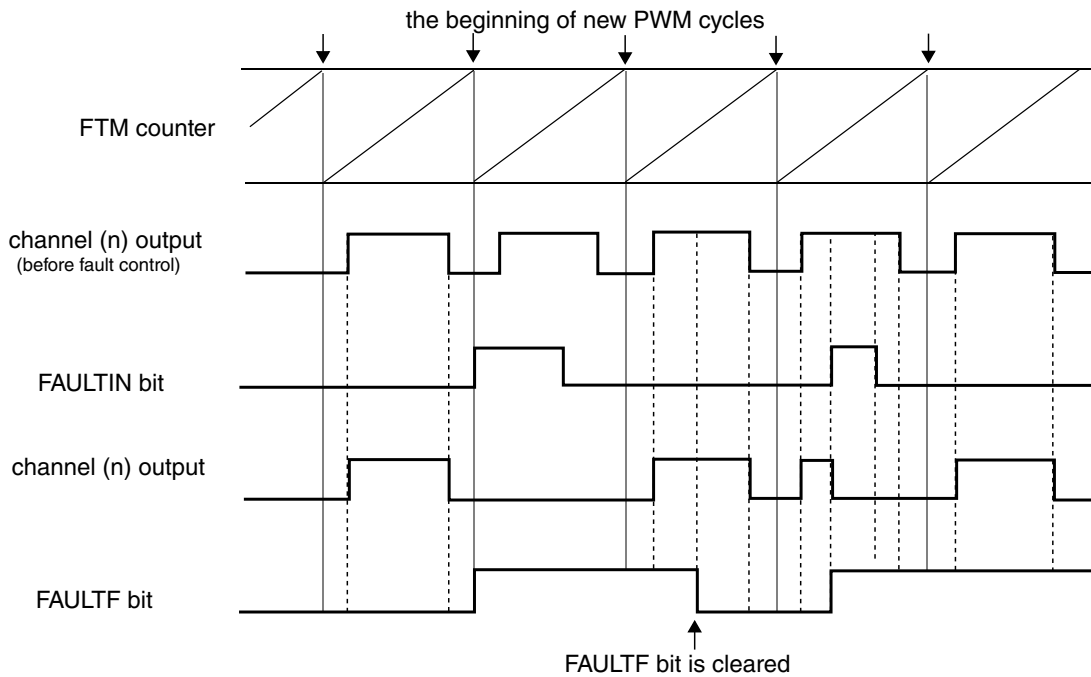 the beginning of new PWM cycles
FTM counter
channel (n) output
(before fault control)
FAULTIN bit
channel (n) output
FAULTF bit
FAULTF bit is cleared